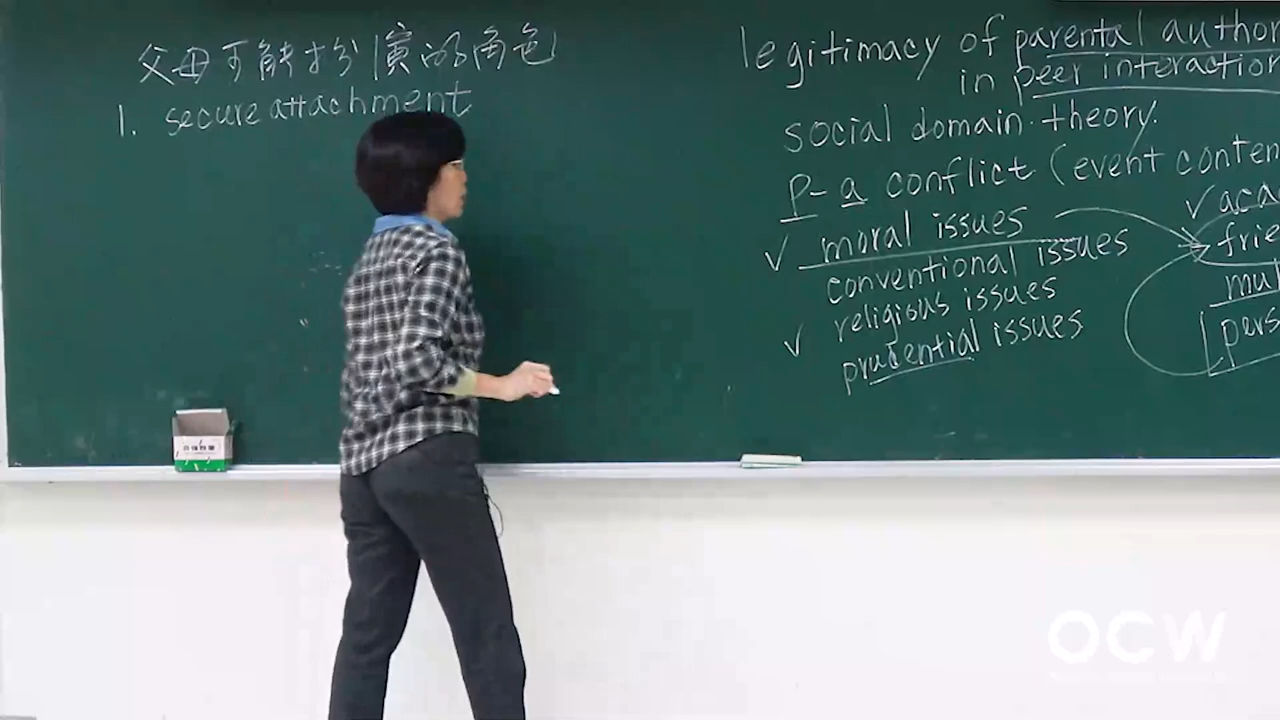 父母可能扮演的角色
1. secure attachment
legitimacy of parental author
in peer interaction
social domain theory.
P-a conflict (event conten
✓ moral issues
conventional issues
religious issues
✓ prudential issues
✓ aca
frie
mul
pers
OCW